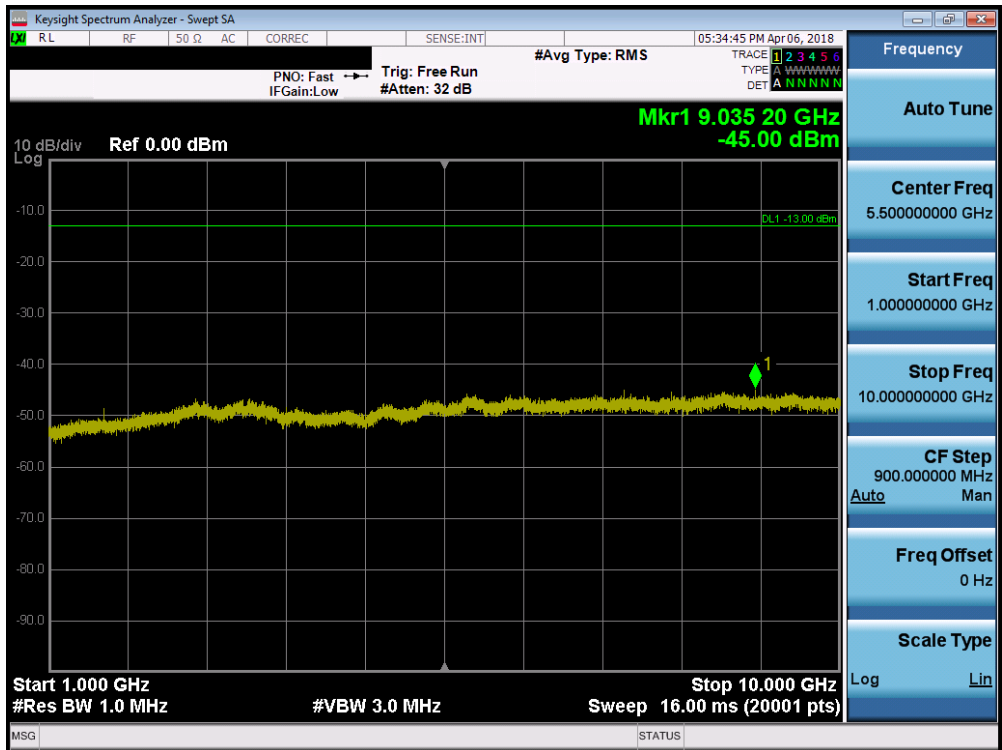 Keysight Spectrum Analyzer - Swept SA
LXI RL RF 50 Ω AC CORREC SENSE:INT 05:34:45 PM Apr 06, 2018
#Avg Type: RMS TRACE 1 2 3 4 5 6
PNO: Fast Trig: Free Run TYPE A WWWWW
IFGain:Low #Atten: 32 dB DET A N N N N N
Mkr1 9.035 20 GHz
-45.00 dBm
10 dB/div Ref 0.00 dBm
Log
-10.0
DL1 -13.00 dBm
-20.0
-30.0
-40.0
1
-50.0
-60.0
-70.0
-80.0
-90.0
Start 1.000 GHz Stop 10.000 GHz
#Res BW 1.0 MHz #VBW 3.0 MHz Sweep 16.00 ms (20001 pts)
MSG STATUS
Frequency
Auto Tune
Center Freq
5.500000000 GHz
Start Freq
1.000000000 GHz
Stop Freq
10.000000000 GHz
CF Step
900.000000 MHz
Auto Man
Freq Offset
0 Hz
Scale Type
Log Lin